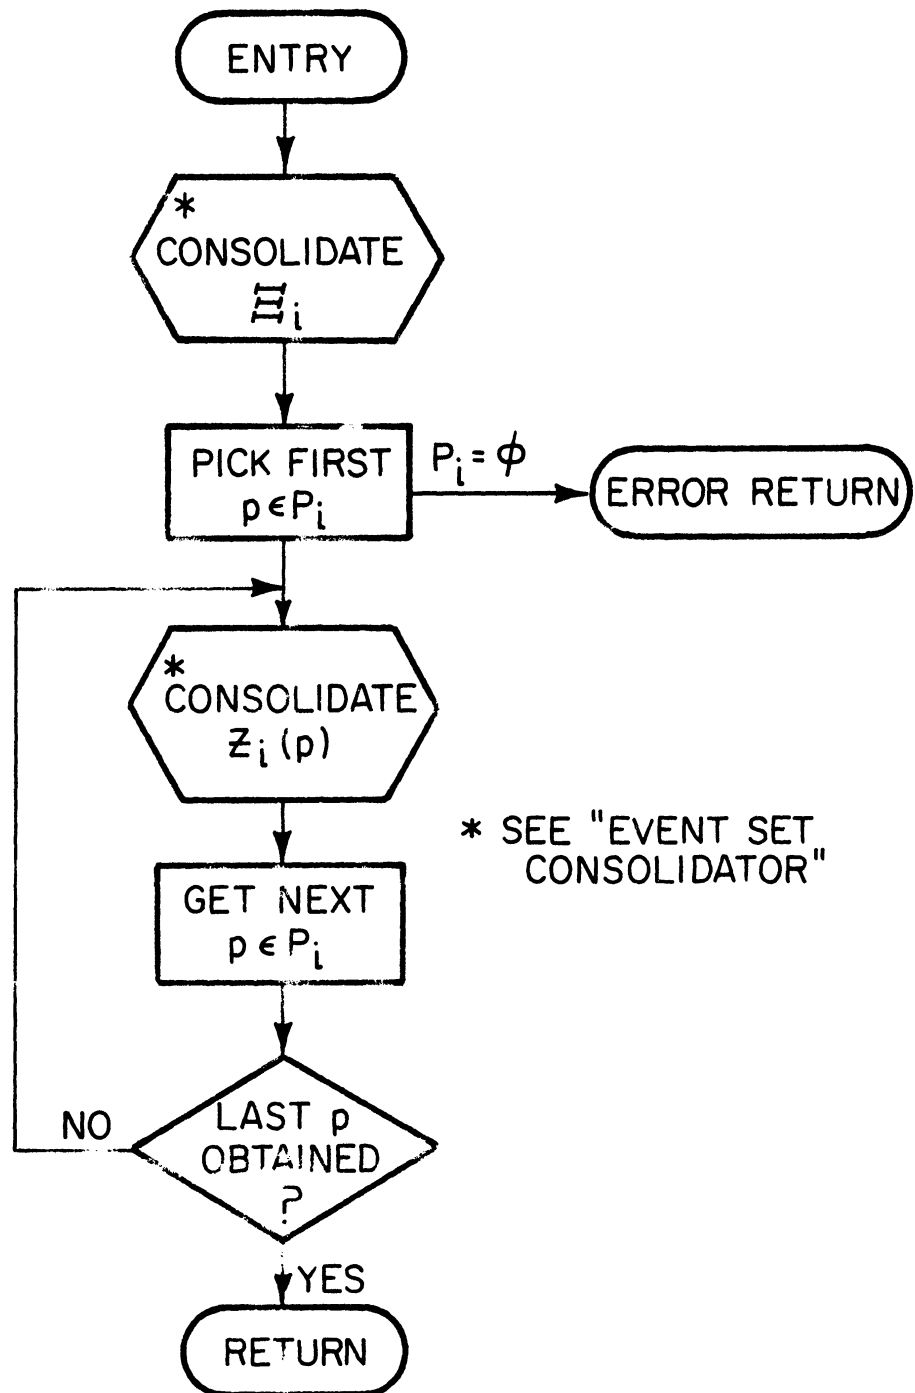 ENTRY
*
CONSOLIDATE
Ξi
PICK FIRST
p ϵ Pi
Pi = ϕ
ERROR RETURN
*
CONSOLIDATE
Ƶi (p)
* SEE "EVENT SET
CONSOLIDATOR"
GET NEXT
p ϵ Pi
LAST p
OBTAINED
?
NO
YES
RETURN